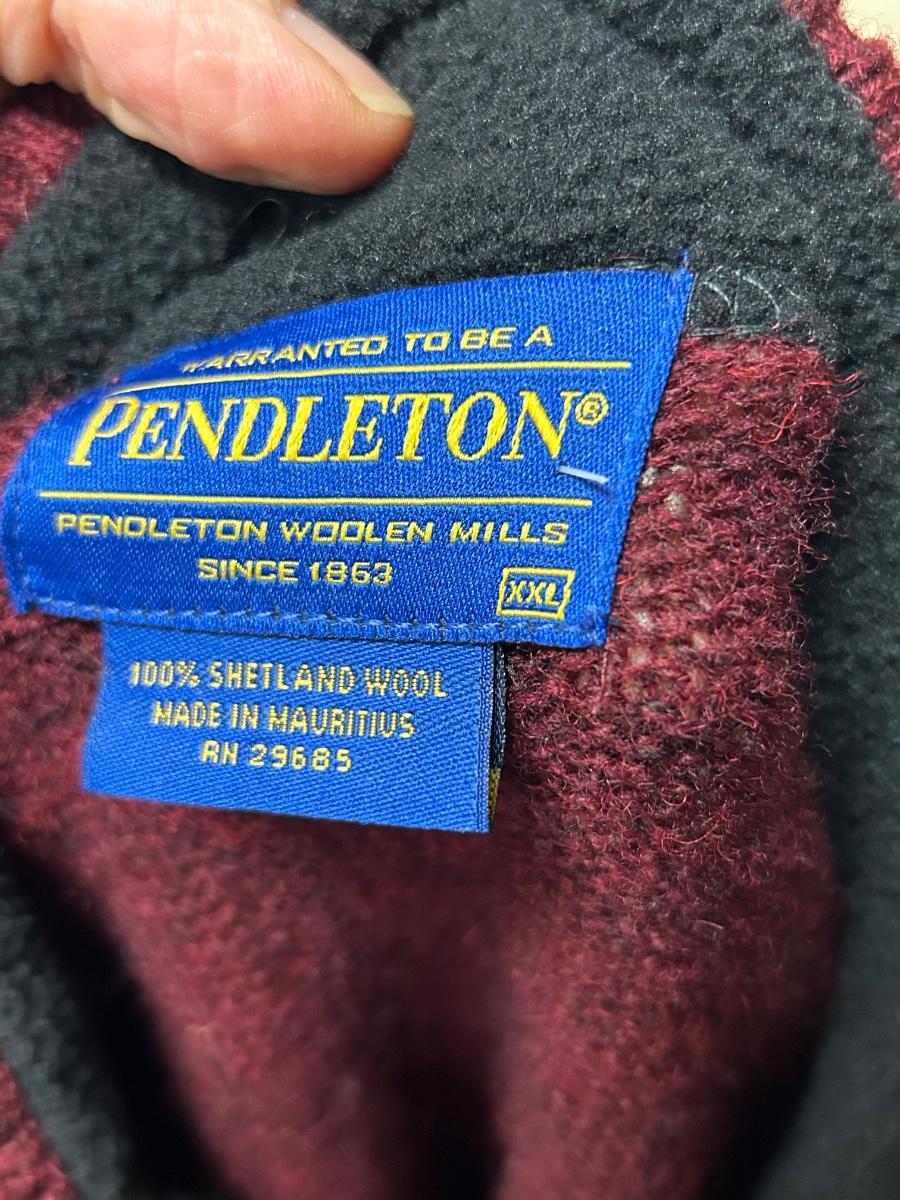 WARRANTED TO BE A
PENDLETON®
PENDLETON WOOLEN MILLS
SINCE 1863
XXL
100% SHETLAND WOOL
MADE IN MAURITIUS
RN 29685